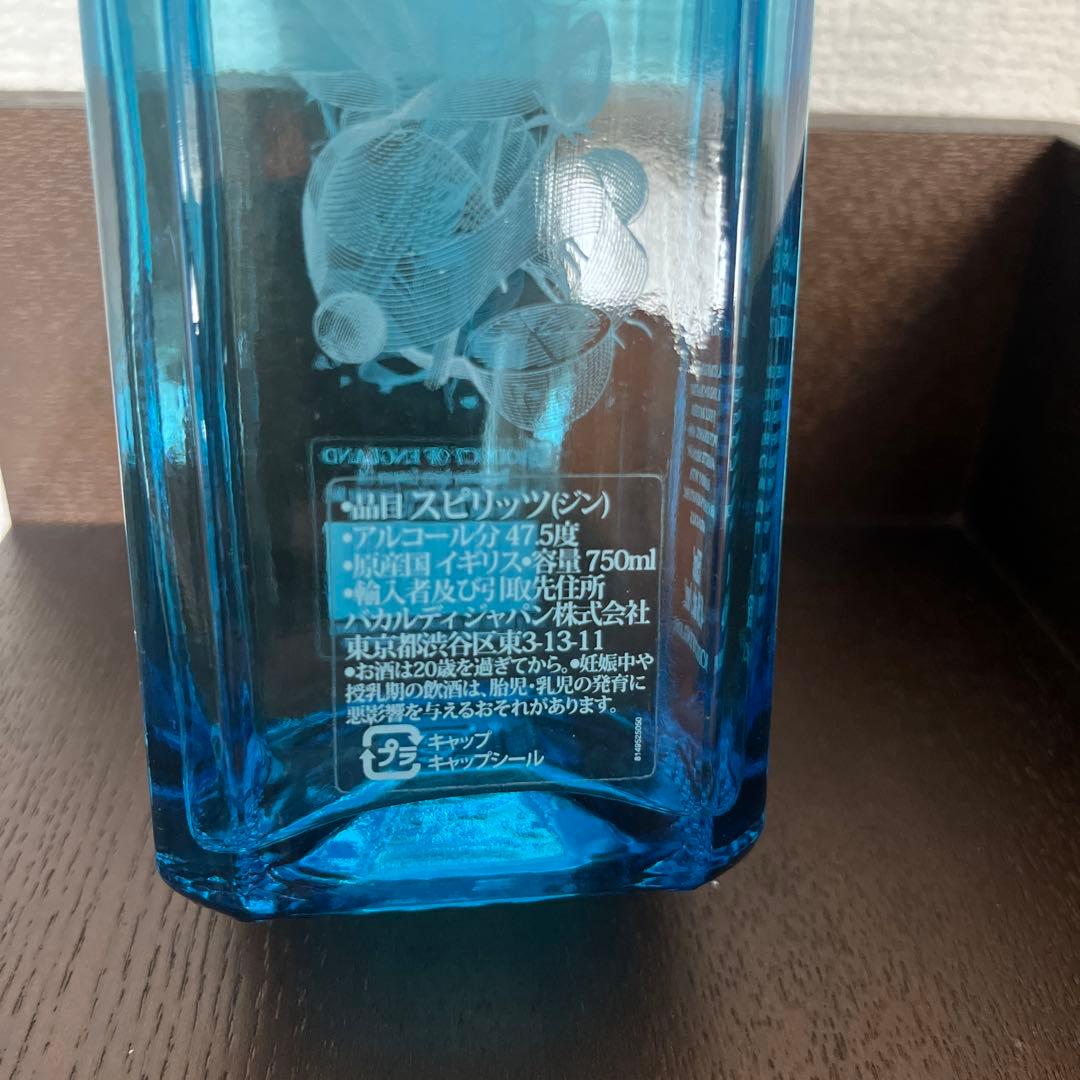 •品目 スピリッツ(ジン)
•アルコール分 47.5度
•原産国 イギリス•容量 750ml
•輸入者及び引取先住所
バカルディジャパン株式会社
東京都渋谷区東3-13-11
•お酒は20歳を過ぎてから。•妊娠中や
授乳期の飲酒は、胎児・乳児の発育に
悪影響を与えるおそれがあります。
プラ
キャップ
キャップシール
8149525050
OF ENGLAND